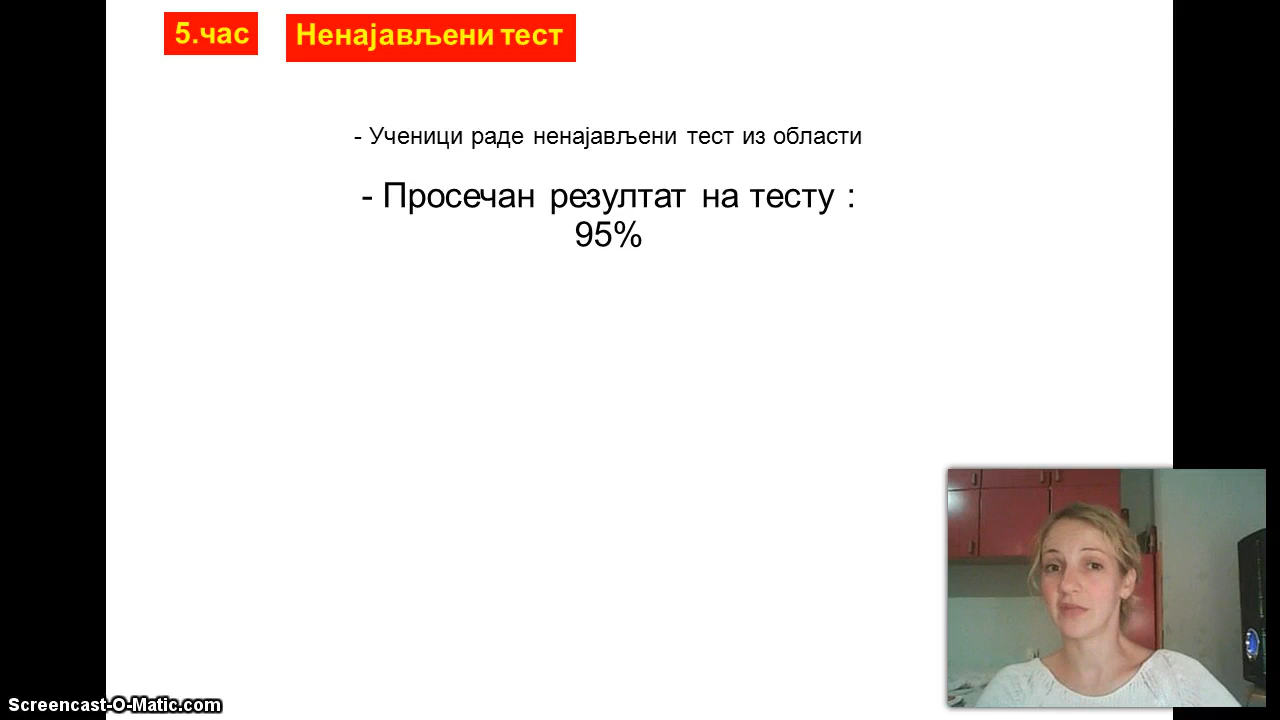 5.час
Ненајављени тест
- Ученици раде ненајављени тест из области
- Просечан резултат на тесту :
95%
Screencast-O-Matic.com